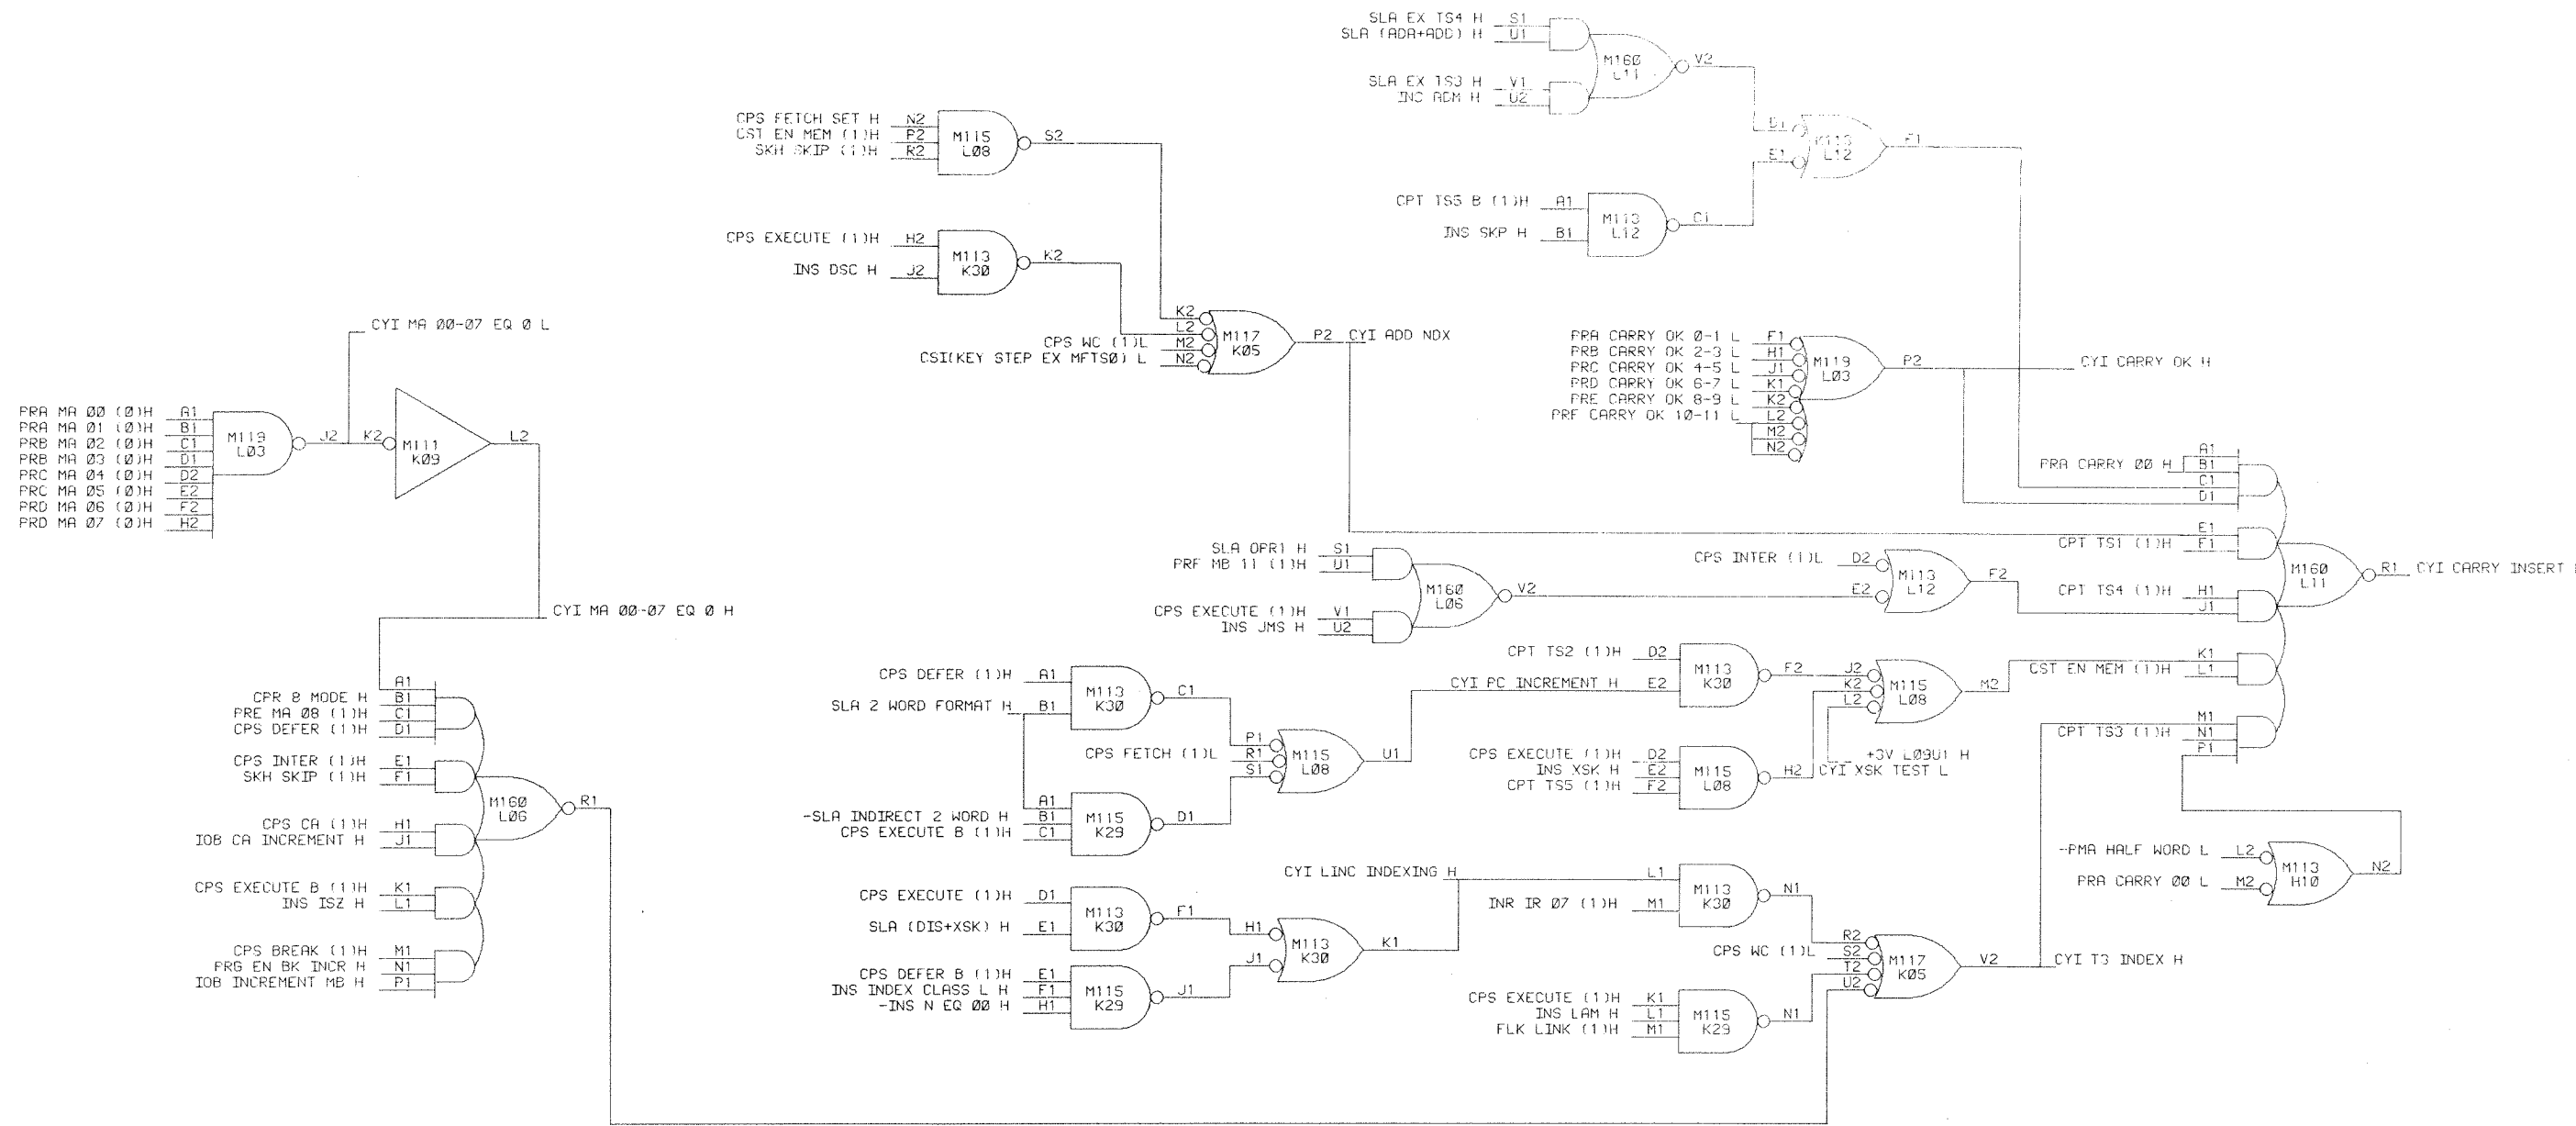 SLA EX TS4 H S1
SLA (ADA+ADD) H U1
M160
L11
V2
SLA EX TS3 H V1
INC ADM H U2
CPS FETCH SET H N2
CST EN MEM (1)H P2
SKH SKIP (1)H R2
M115
L08
S2
D1
E1
M113
L12
F1
CPT TS5 B (1)H A1
INS SKP H B1
M113
L12
C1
CPS EXECUTE (1)H H2
INS DSC H J2
M113
K30
K2
K2
L2
CPS WC (1)L M2
CSI(KEY STEP EX MFTS0) L N2
M117
K05
P2 CYI ADD NDX
CYI MA 00-07 EQ 0 L
PRA CARRY OK 0-1 L F1
PRB CARRY OK 2-3 L H1
PRC CARRY OK 4-5 L J1
PRD CARRY OK 6-7 L K1
PRE CARRY OK 8-9 L K2
PRF CARRY OK 10-11 L L2
M2
N2
M119
L03
P2
CYI CARRY OK H
PRA MA 00 (0)H A1
PRA MA 01 (0)H B1
PRB MA 02 (0)H C1
PRB MA 03 (0)H D1
PRC MA 04 (0)H D2
PRC MA 05 (0)H E2
PRD MA 06 (0)H F2
PRD MA 07 (0)H H2
M119
L03
J2
K2
M111
K09
L2
CYI MA 00-07 EQ 0 H
A1
PRA CARRY 00 H B1
C1
D1
E1
CPT TS1 (1)H F1
CPT TS4 (1)H H1
J1
K1
CST EN MEM (1)H L1
M1
CPT TS3 (1)H N1
P1
M160
L11
R1 CYI CARRY INSERT
SLA OPR1 H S1
PRF MB 11 (1)H U1
CPS EXECUTE (1)H V1
INS JMS H U2
M160
L06
V2
CPS INTER (1)L D2
E2
M113
L12
F2
A1
CPR 8 MODE H B1
PRE MA 08 (1)H C1
CPS DEFER (1)H D1
CPS INTER (1)H E1
SKH SKIP (1)H F1
CPS CA (1)H H1
IOB CA INCREMENT H J1
CPS EXECUTE B (1)H K1
INS ISZ H L1
CPS BREAK (1)H M1
PRG EN BK INCR H N1
IOB INCREMENT MB H P1
M160
L06
R1
CPS DEFER (1)H A1
SLA 2 WORD FORMAT H B1
M113
K30
C1
P1
CPS FETCH (1)L R1
S1
M115
L08
U1
A1
-SLA INDIRECT 2 WORD H B1
CPS EXECUTE B (1)H C1
M115
K29
D1
CPT TS2 (1)H D2
CYI PC INCREMENT H E2
M113
K30
F2
J2
K2
L2
M115
L08
M2
+3V L09U1 H
CYI XSK TEST L
CPS EXECUTE (1)H D2
INS XSK H E2
CPT TS5 (1)H F2
M115
L08
H2
-PMA HALF WORD L L2
PRA CARRY 00 L M2
M113
H10
N2
CYI LINC INDEXING H L1
INR IR 07 (1)H M1
M113
K30
N1
CPS EXECUTE (1)H D1
SLA (DIS+XSK) H E1
M113
K30
F1
H1
J1
M113
K30
K1
CPS DEFER B (1)H E1
INS INDEX CLASS L H F1
-INS N EQ 00 H H1
M115
K29
J1
R2
CPS WC (1)L S2
T2
U2
M117
K05
V2 CYI T3 INDEX H
CPS EXECUTE (1)H K1
INS LAM H L1
FLK LINK (1)H M1
M115
K29
N1